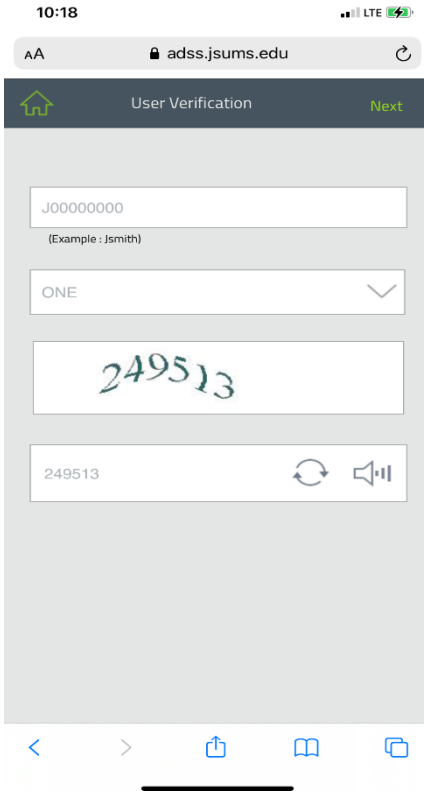 10:18 LTE
AA adss.jsums.edu
User Verification Next
J00000000
(Example : Jsmith)
ONE
249513
249513